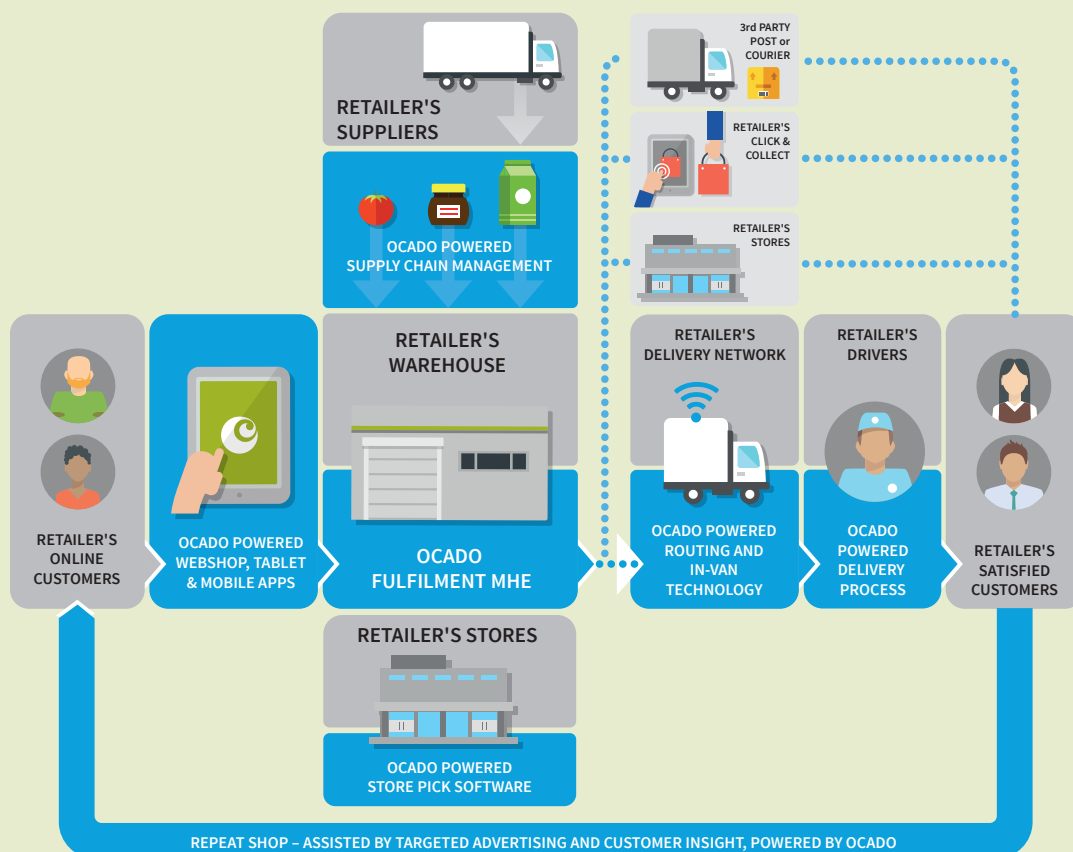 RETAILER'S
SUPPLIERS
OCADO POWERED
SUPPLY CHAIN MANAGEMENT
3rd PARTY
POST or
COURIER
RETAILER'S
CLICK &
COLLECT
RETAILER'S
STORES
RETAILER'S
ONLINE
CUSTOMERS
OCADO POWERED
WEBSHOP, TABLET
& MOBILE APPS
RETAILER'S
WAREHOUSE
OCADO
FULFILMENT MHE
RETAILER'S
DELIVERY NETWORK
OCADO POWERED
ROUTING AND
IN-VAN
TECHNOLOGY
RETAILER'S
DRIVERS
OCADO
POWERED
DELIVERY
PROCESS
RETAILER'S
SATISFIED
CUSTOMERS
RETAILER'S STORES
OCADO POWERED
STORE PICK SOFTWARE
REPEAT SHOP – ASSISTED BY TARGETED ADVERTISING AND CUSTOMER INSIGHT, POWERED BY OCADO